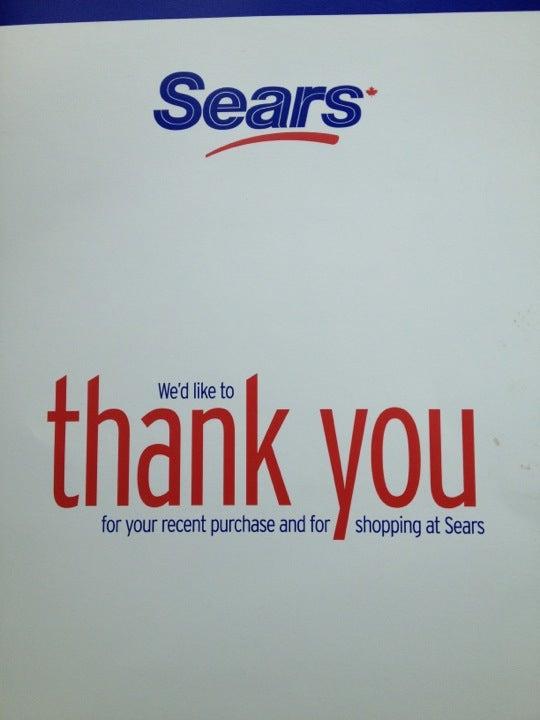 Sears
We'd like to
thank you
for your recent purchase and for shopping at Sears